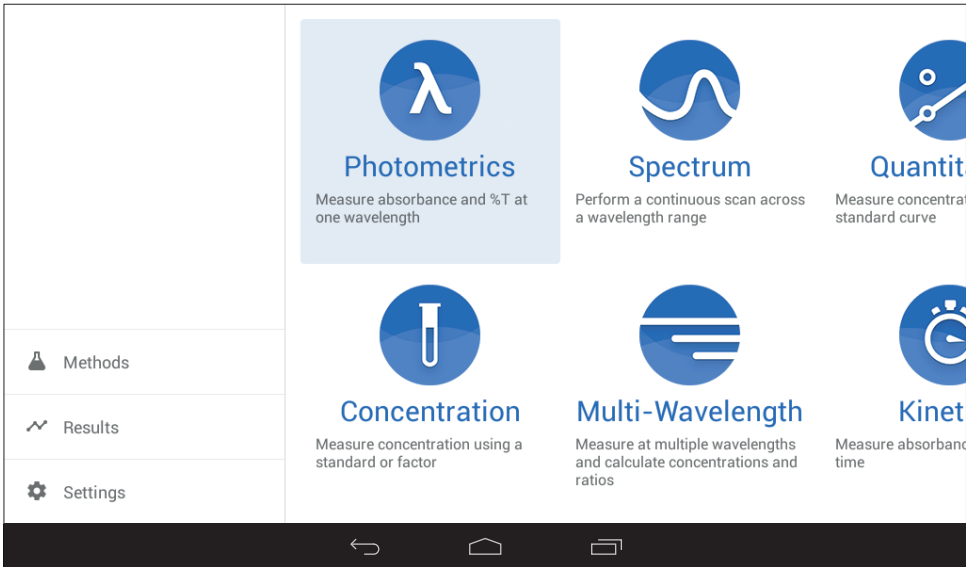 Photometrics
Measure absorbance and %T at
one wavelength
Spectrum
Perform a continuous scan across
a wavelength range
Quantit
Measure concentrat
standard curve
Concentration
Measure concentration using a
standard or factor
Multi-Wavelength
Measure at multiple wavelengths
and calculate concentrations and
ratios
Kinet
Measure absorbanc
time
Methods
Results
Settings